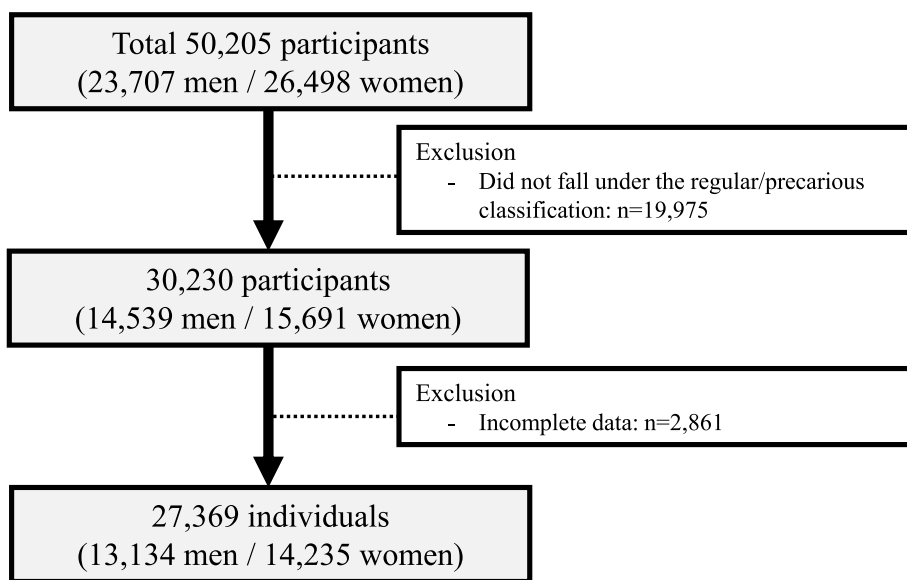 Total 50,205 participants
(23,707 men / 26,498 women)
Exclusion
- Did not fall under the regular/precarious
classification: n=19,975
30,230 participants
(14,539 men / 15,691 women)
Exclusion
- Incomplete data: n=2,861
27,369 individuals
(13,134 men / 14,235 women)